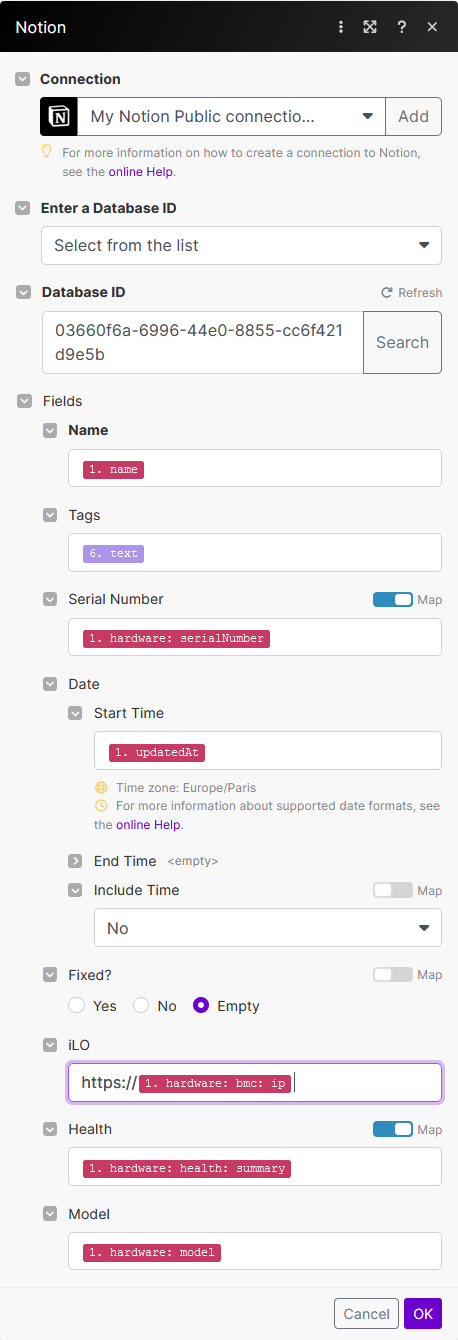 Notion
?
Connection
My Notion Public connectio...
Add
For more information on how to create a connection to Notion,
see the online Help.
Enter a Database ID
Select from the list
Database ID
Refresh
03660f6a-6996-44e0-8855-cc6f421
d9e5b
Search
Fields
Name
1. name
Tags
6. text
Serial Number
Map
1. hardware: serialNumber
Date
Start Time
1. updatedAt
Time zone: Europe/Paris
For more information about supported date formats, see
the online Help.
End Time <empty>
Include Time
Map
No
Fixed?
Map
Yes No Empty
iLO
https:// 1. hardware: bmc: ip
Health
Map
1. hardware: health: summary
Model
1. hardware: model
Cancel
OK